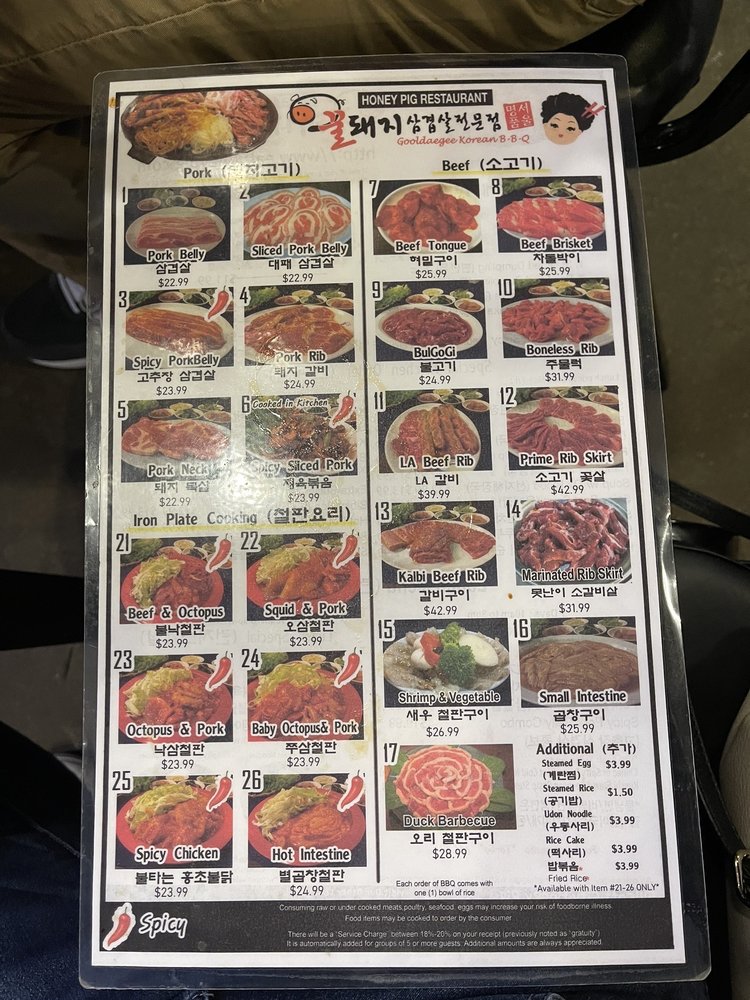 HONEY PIG RESTAURANT
꿀돼지삼겹살전문점
명품 서울
Gooldaegee Korean B-B-Q
Pork (돼지고기)
1
Pork Belly
삼겹살
$22.99
2
Sliced Pork Belly
대패 삼겹살
$22.99
3
Spicy PorkBelly
고추장 삼겹살
$23.99
4
Pork Rib
돼지 갈비
$24.99
5
Pork Neck
돼지 목심
$22.99
6
Cooked in Kitchen
Spicy Sliced Pork
제육볶음
$23.99
Iron Plate Cooking (철판요리)
21
Beef & Octopus
불낙철판
$23.99
22
Squid & Pork
오삼철판
$23.99
23
Octopus & Pork
낙삼철판
$23.99
24
Baby Octopus& Pork
쭈삼철판
$23.99
25
Spicy Chicken
불타는 홍초불닭
$23.99
26
Hot Intestine
별곱창철판
$24.99
Beef (소고기)
7
Beef Tongue
혀밑구이
$25.99
8
Beef Brisket
차돌박이
$25.99
9
BulGoGi
불고기
$24.99
10
Boneless Rib
주물럭
$31.99
11
LA Beef Rib
LA 갈비
$39.99
12
Prime Rib Skirt
소고기 꽃살
$42.99
13
Kalbi Beef Rib
갈비구이
$42.99
14
Marinated Rib Skirt
못난이 소갈비살
$31.99
15
Shrimp & Vegetable
새우 철판구이
$26.99
16
Small Intestine
곱창구이
$25.99
17
Duck Barbecue
오리 철판구이
$28.99
Additional (추가)
Steamed Egg $3.99
(계란찜)
Steamed Rice $1.50
(공기밥)
Udon Noodle $3.99
(우동사리)
Rice Cake $3.99
(떡사리)
밥볶음* $3.99
Fried Rice*
*Available with Item #21-26 ONLY*
Each order of BBQ comes with
one (1) bowl of rice
Spicy
Consuming raw or under cooked meats,poultry, seafood, eggs may increase your risk of foodborne illness.
Food items may be cooked to order by the consumer
There will be a "Service Charge" between 18%-20% on your receipt (previously noted as "gratuity")
It is automatically added for groups of 5 or more guests. Additional amounts are always appreciated.